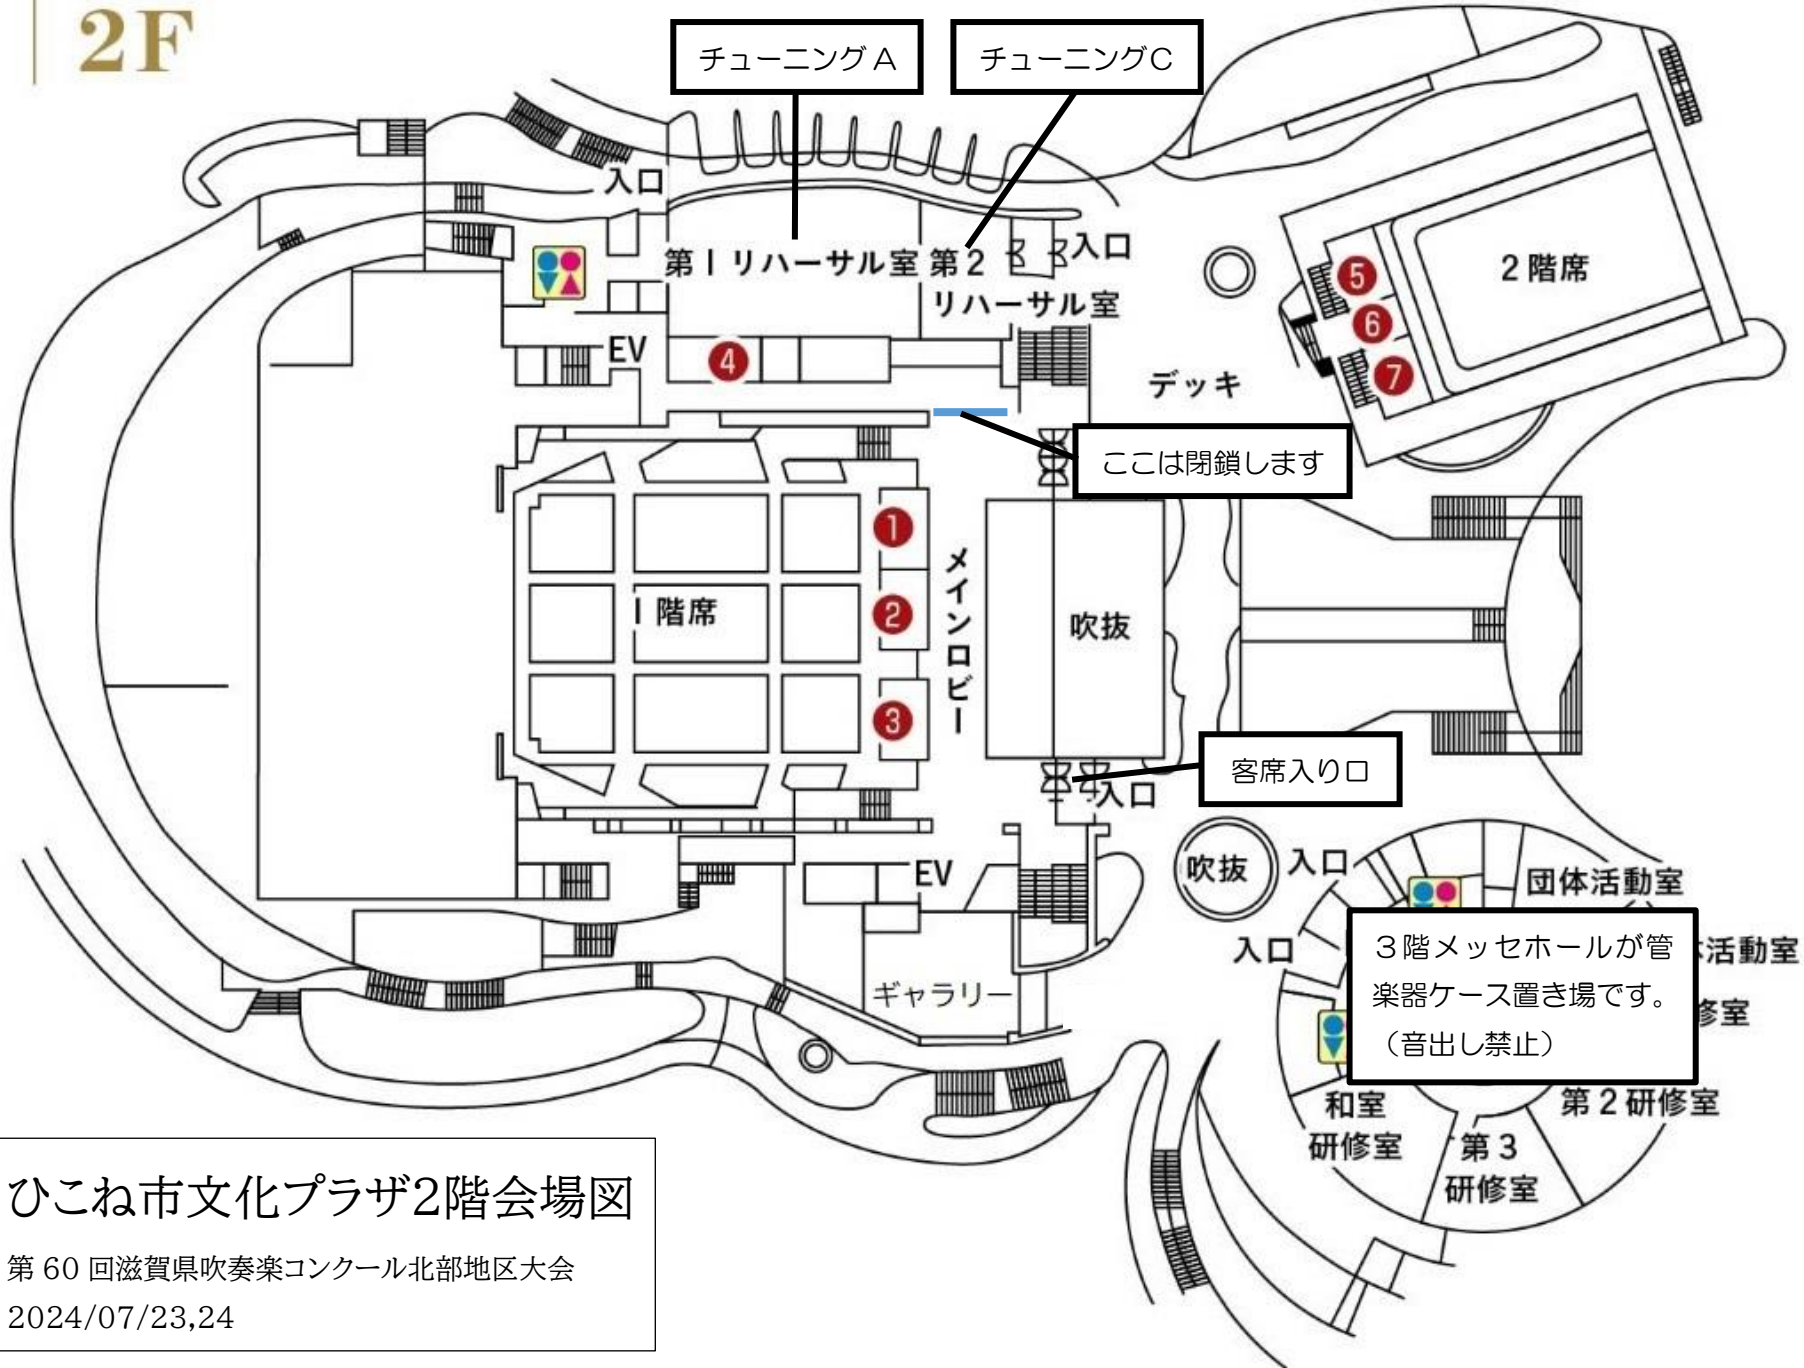 2F
チューニングA
チューニングC
入口
第1リハーサル室
第2
リハーサル室
入口
EV
4
デッキ
5
6
7
2階席
ここは閉鎖します
1
2
3
1階席
メインロビー
吹抜
客席入り口
入口
EV
ギャラリー
吹抜
入口
入口
団体活動室
活動室
修室
3階メッセホールが管
楽器ケース置き場です。
(音出し禁止)
和室
研修室
第3
研修室
第2研修室
ひこね市文化プラザ2階会場図
第60回滋賀県吹奏楽コンクール北部地区大会
2024/07/23,24